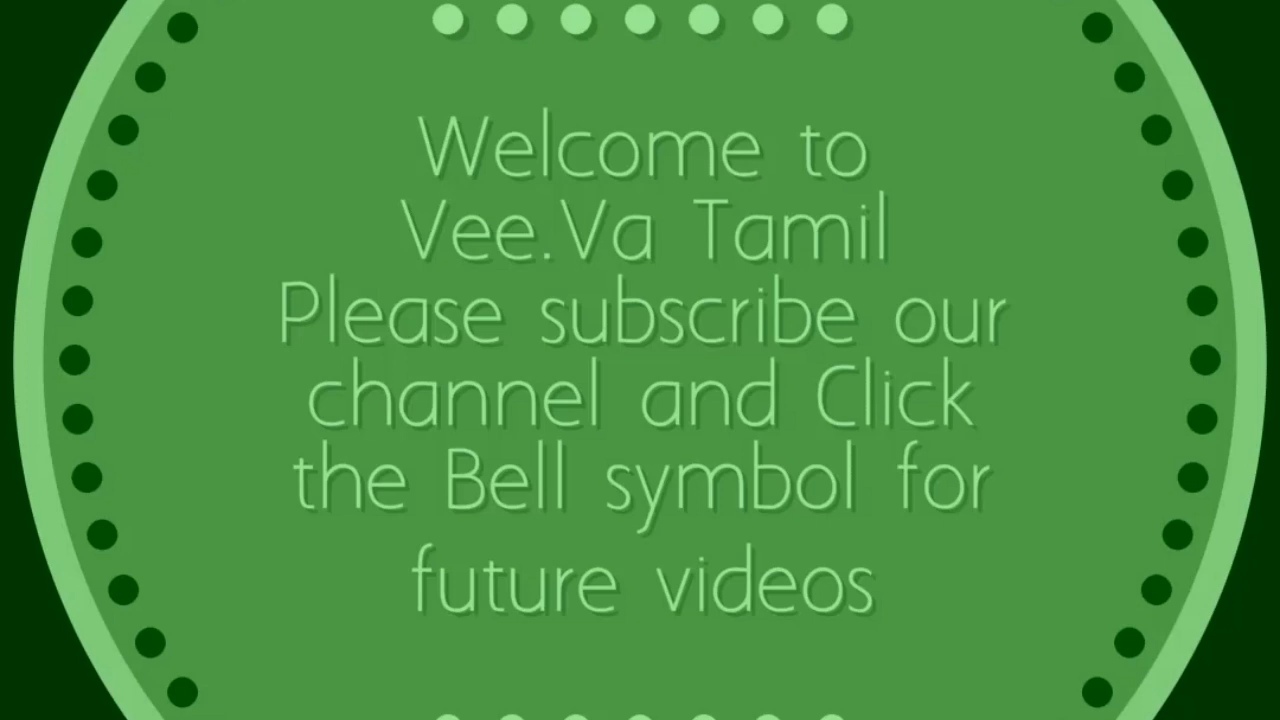 Welcome to
Vee.Va Tamil
Please subscribe our
channel and Click
the Bell symbol for
future videos